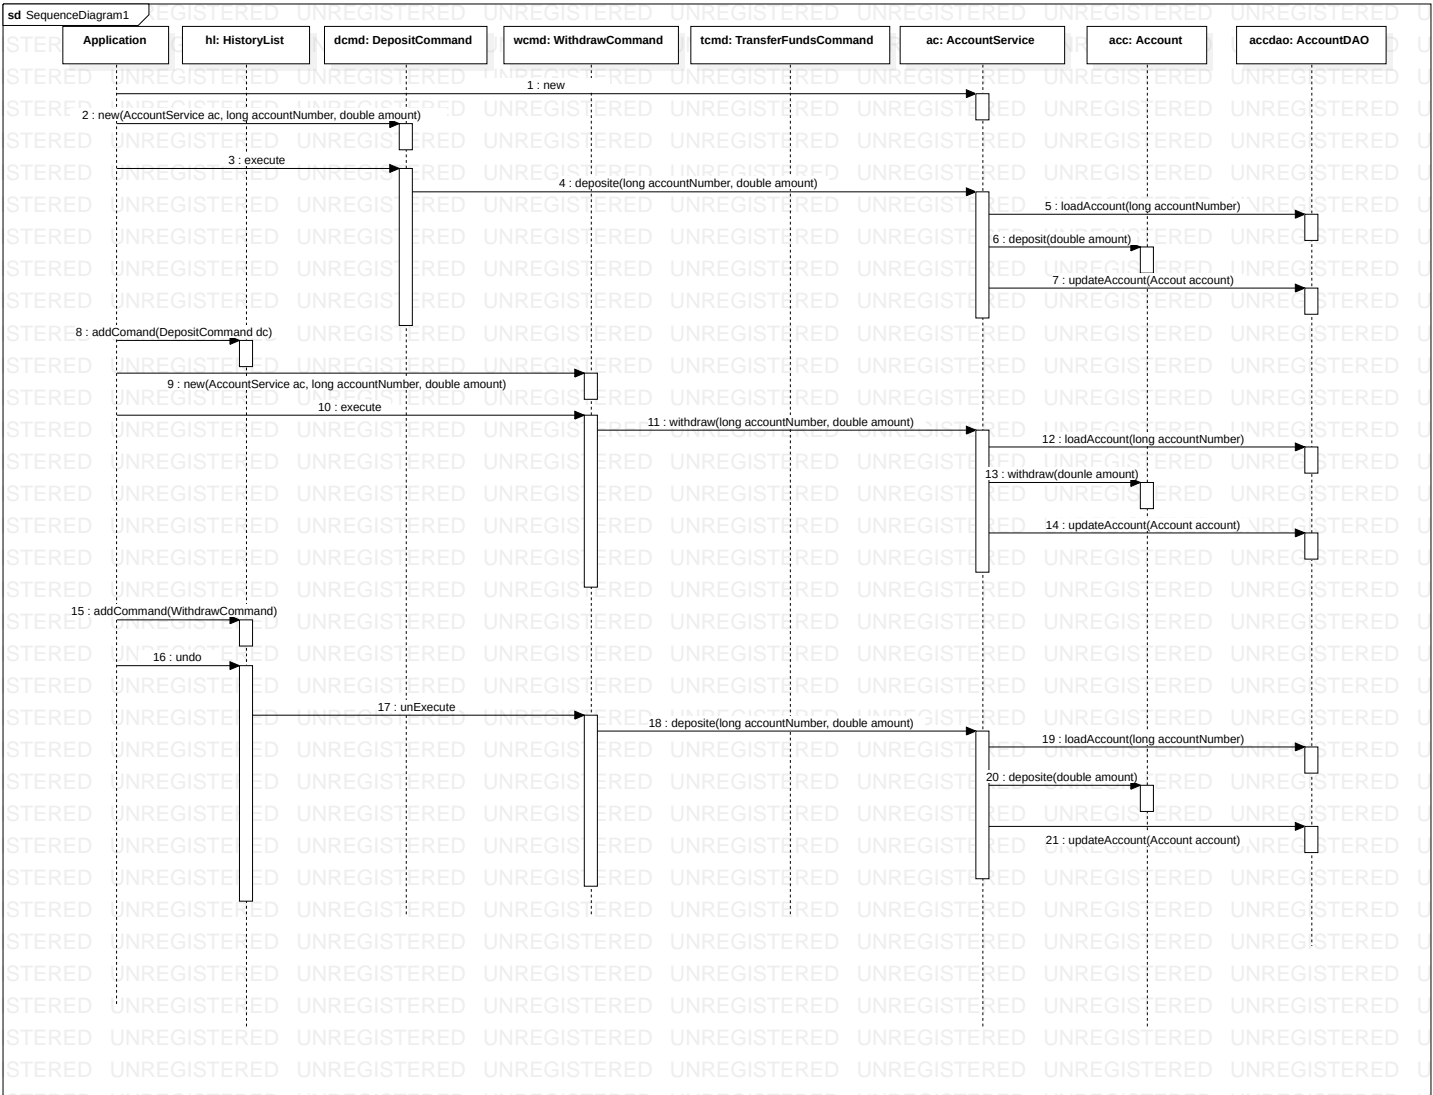 sd SequenceDiagram1
Application
hl: HistoryList
dcmd: DepositCommand
wcmd: WithdrawCommand
tcmd: TransferFundsCommand
ac: AccountService
acc: Account
accdao: AccountDAO
1 : new
2 : new(AccountService ac, long accountNumber, double amount)
3 : execute
4 : deposite(long accountNumber, double amount)
5 : loadAccount(long accountNumber)
6 : deposit(double amount)
7 : updateAccount(Accout account)
8 : addComand(DepositCommand dc)
9 : new(AccountService ac, long accountNumber, double amount)
10 : execute
11 : withdraw(long accountNumber, double amount)
12 : loadAccount(long accountNumber)
13 : withdraw(dounle amount)
14 : updateAccount(Account account)
15 : addCommand(WithdrawCommand)
16 : undo
17 : unExecute
18 : deposite(long accountNumber, double amount)
19 : loadAccount(long accountNumber)
20 : deposite(double amount)
21 : updateAccount(Account account)
UNREGISTERED